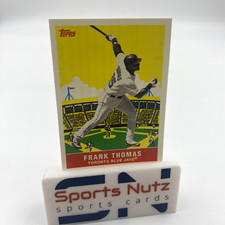 Topps
FRANK THOMAS
TORONTO BLUE JAYS®
Sports Nutz
sports cards